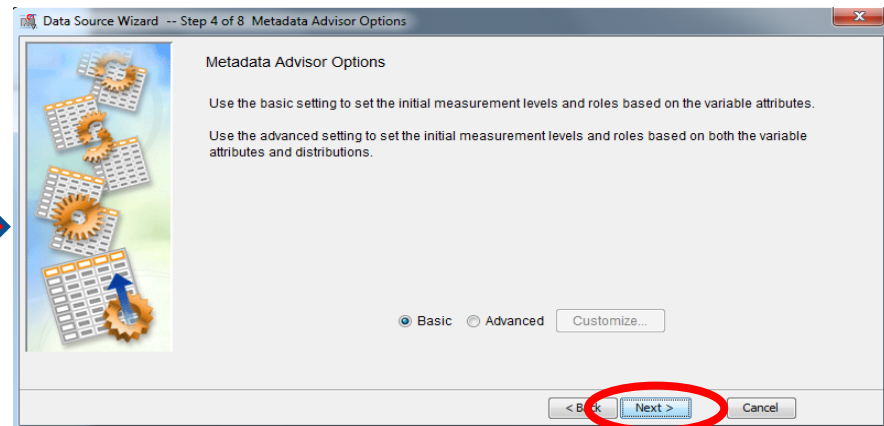 Data Source Wizard -- Step 4 of 8 Metadata Advisor Options
Metadata Advisor Options
Use the basic setting to set the initial measurement levels and roles based on the variable attributes.
Use the advanced setting to set the initial measurement levels and roles based on both the variable
attributes and distributions.
Basic Advanced Customize...
< Back Next > Cancel